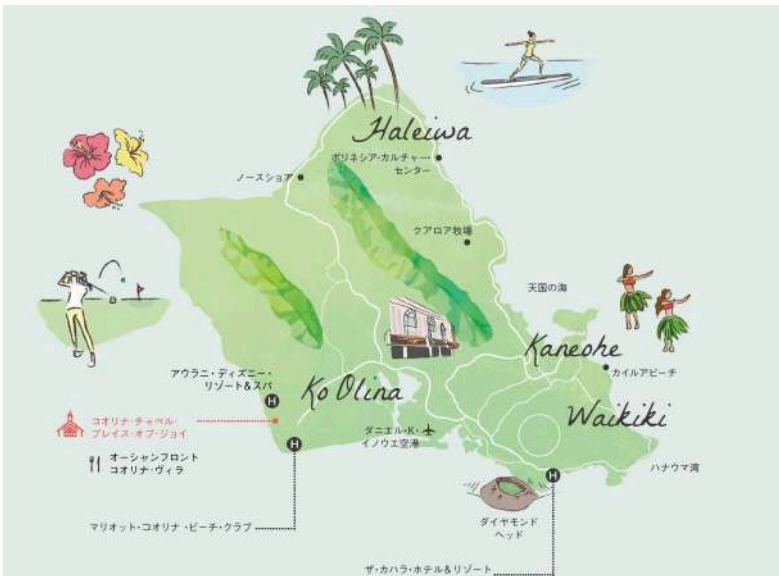 Haleiwa
ポリネシア・カルチャー・
センター
ノースショア
クアロア牧場
天国の海
Kaneohe
カイルアビーチ
アウラニ・ディズニー・
リゾート&スパ
Ko Olina
H
Waikiki
コオリナ・チャペル・
プレイス・オブ・ジョイ
ダニエル・K・
イノウエ空港
H
オーシャンフロント
コオリナ・ヴィラ
ハナウマ湾
H
マリオット・コオリナ・ビーチ・クラブ
ダイヤモンド
ヘッド
ザ・カハラ・ホテル&リゾート